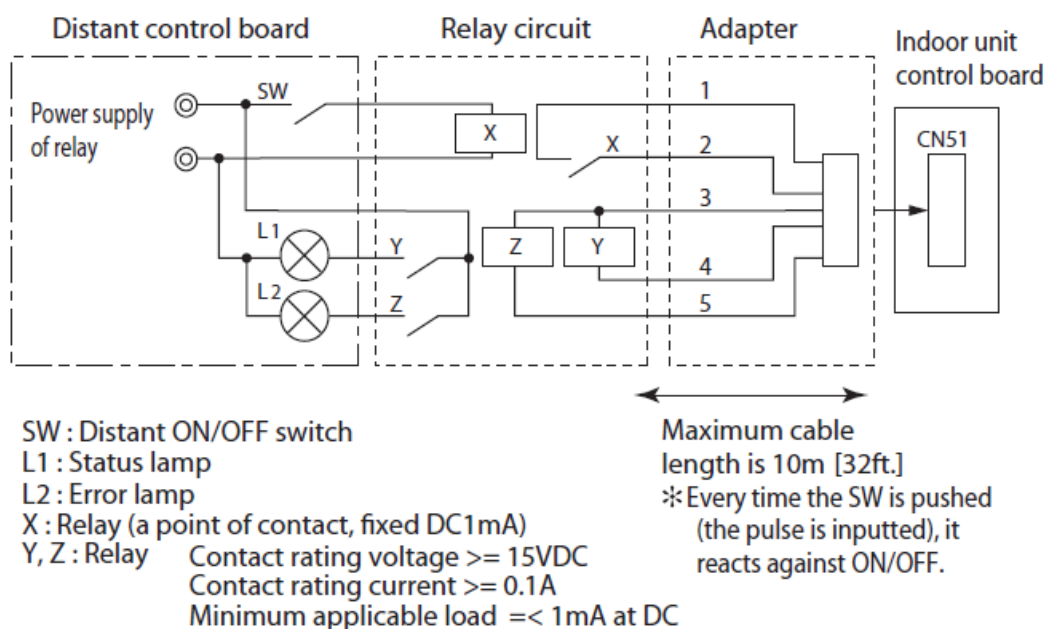 Distant control board
Relay circuit
Adapter
Indoor unit
control board
Power supply
of relay
SW
X
1
X
2
CN51
3
L1
Y
Z
Y
4
L2
Z
5
SW : Distant ON/OFF switch
L1 : Status lamp
L2 : Error lamp
X : Relay (a point of contact, fixed DC1mA)
Y, Z : Relay Contact rating voltage >= 15VDC
Contact rating current >= 0.1A
Minimum applicable load =< 1mA at DC
Maximum cable
length is 10m [32ft.]
✻Every time the SW is pushed
(the pulse is inputted), it
reacts against ON/OFF.